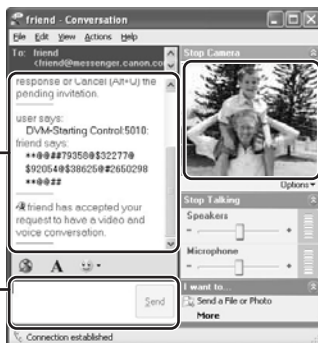 friend - Conversation
File Edit View Actions Help
To: friend
<friend@messenger.canon.co
Stop Camera
response or Cancel (Alt+Q) the
pending invitation.
user says:
DVM-Starting Control:5010:
friend says:
**@@##79358@$32277@
$92054@$38625@#2650298
**@@##
friend has accepted your
request to have a video and
voice conversation.
Options
Stop Talking
Speakers
- +
Microphone
- +
A
Send
I want to...
Send a File or Photo
More
Connection established